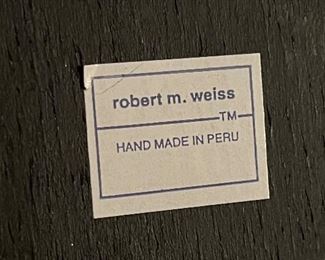 robert m. weiss
TM
HAND MADE IN PERU